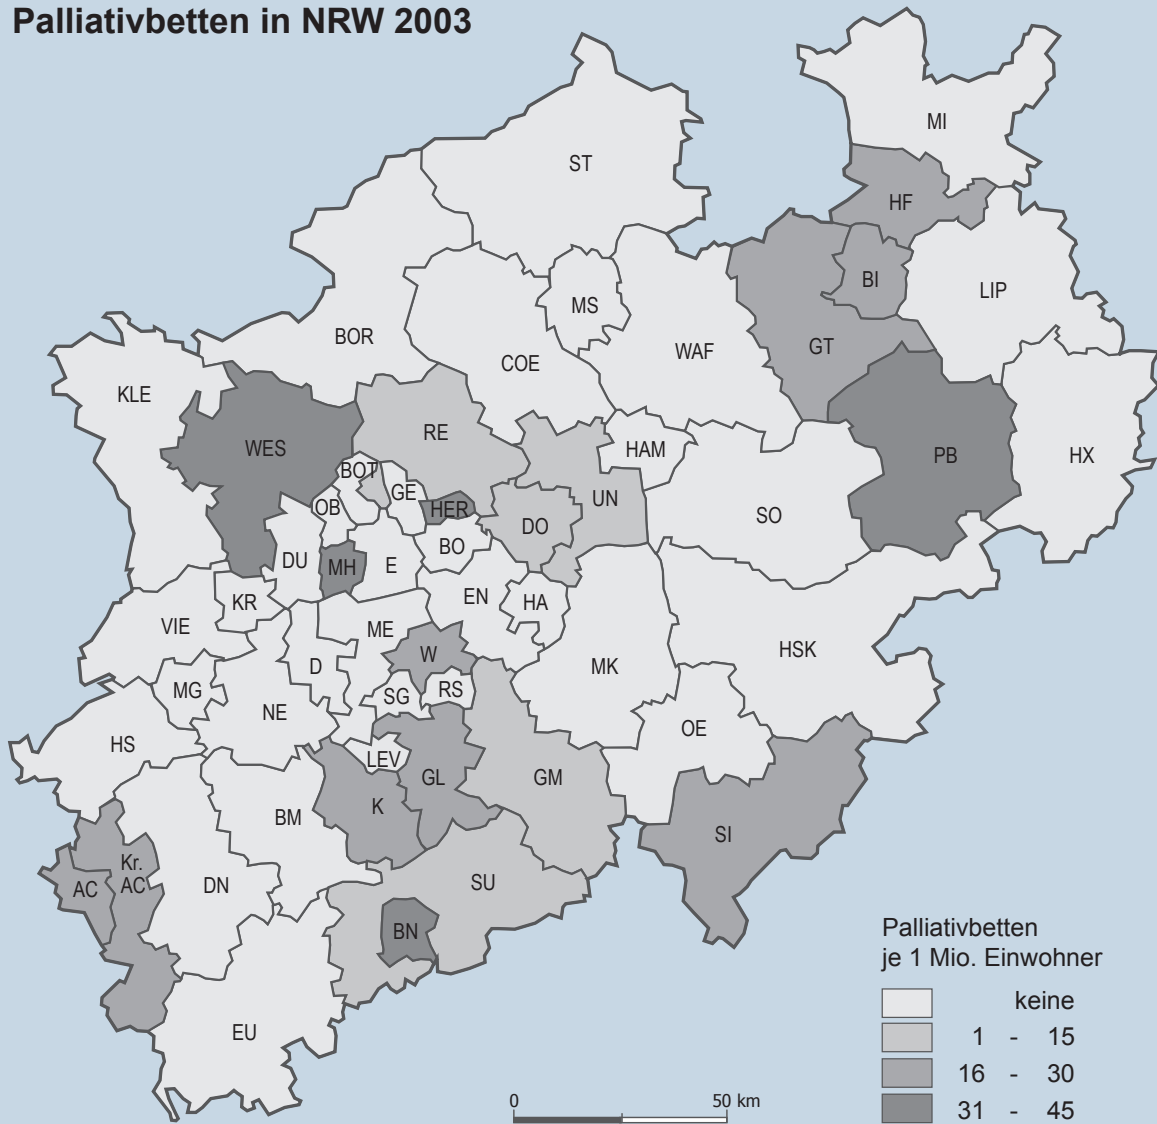 Palliativbetten in NRW 2003
MI
ST
HF
BI
LIP
MS
BOR
WAF
GT
COE
KLE
RE
WES
HAM
PB
HX
BOT
GE
UN
OB
HER
SO
DO
BO
DU
MH
E
KR
EN
HA
VIE
ME
HSK
W
D
MK
MG
SG
RS
NE
OE
HS
LEV
GL
GM
K
BM
SI
Kr.
AC
AC
DN
SU
BN
EU
Palliativbetten
je 1 Mio. Einwohner
keine
1 - 15
16 - 30
31 - 45
0 50 km